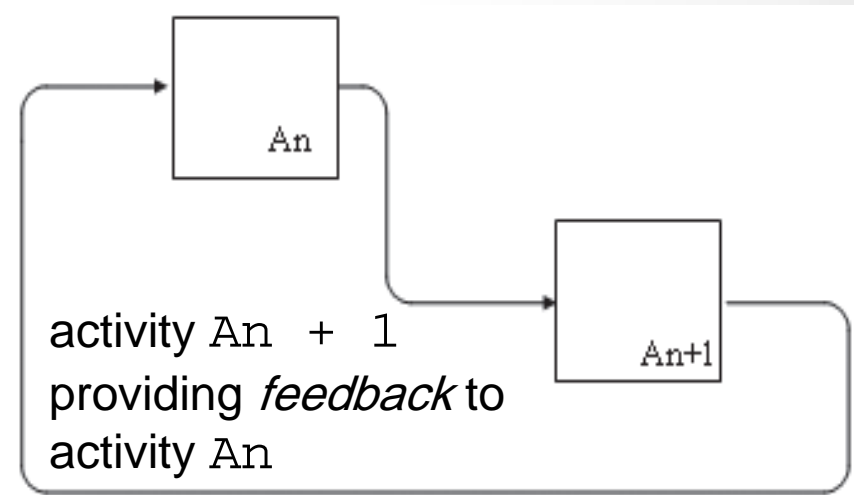 An
An+1
activity An + 1
providing feedback to
activity An